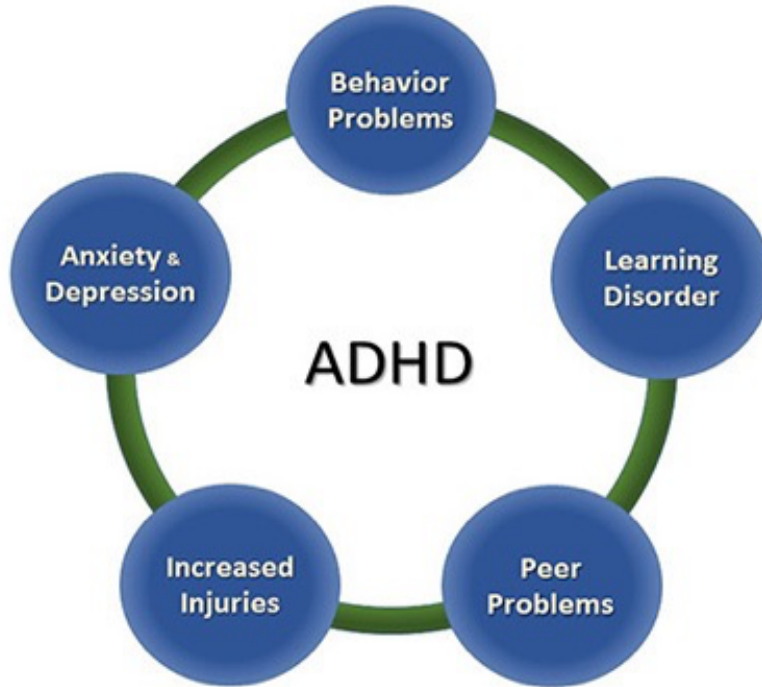 Behavior
Problems
Anxiety &
Depression
Learning
Disorder
ADHD
Increased
Injuries
Peer
Problems